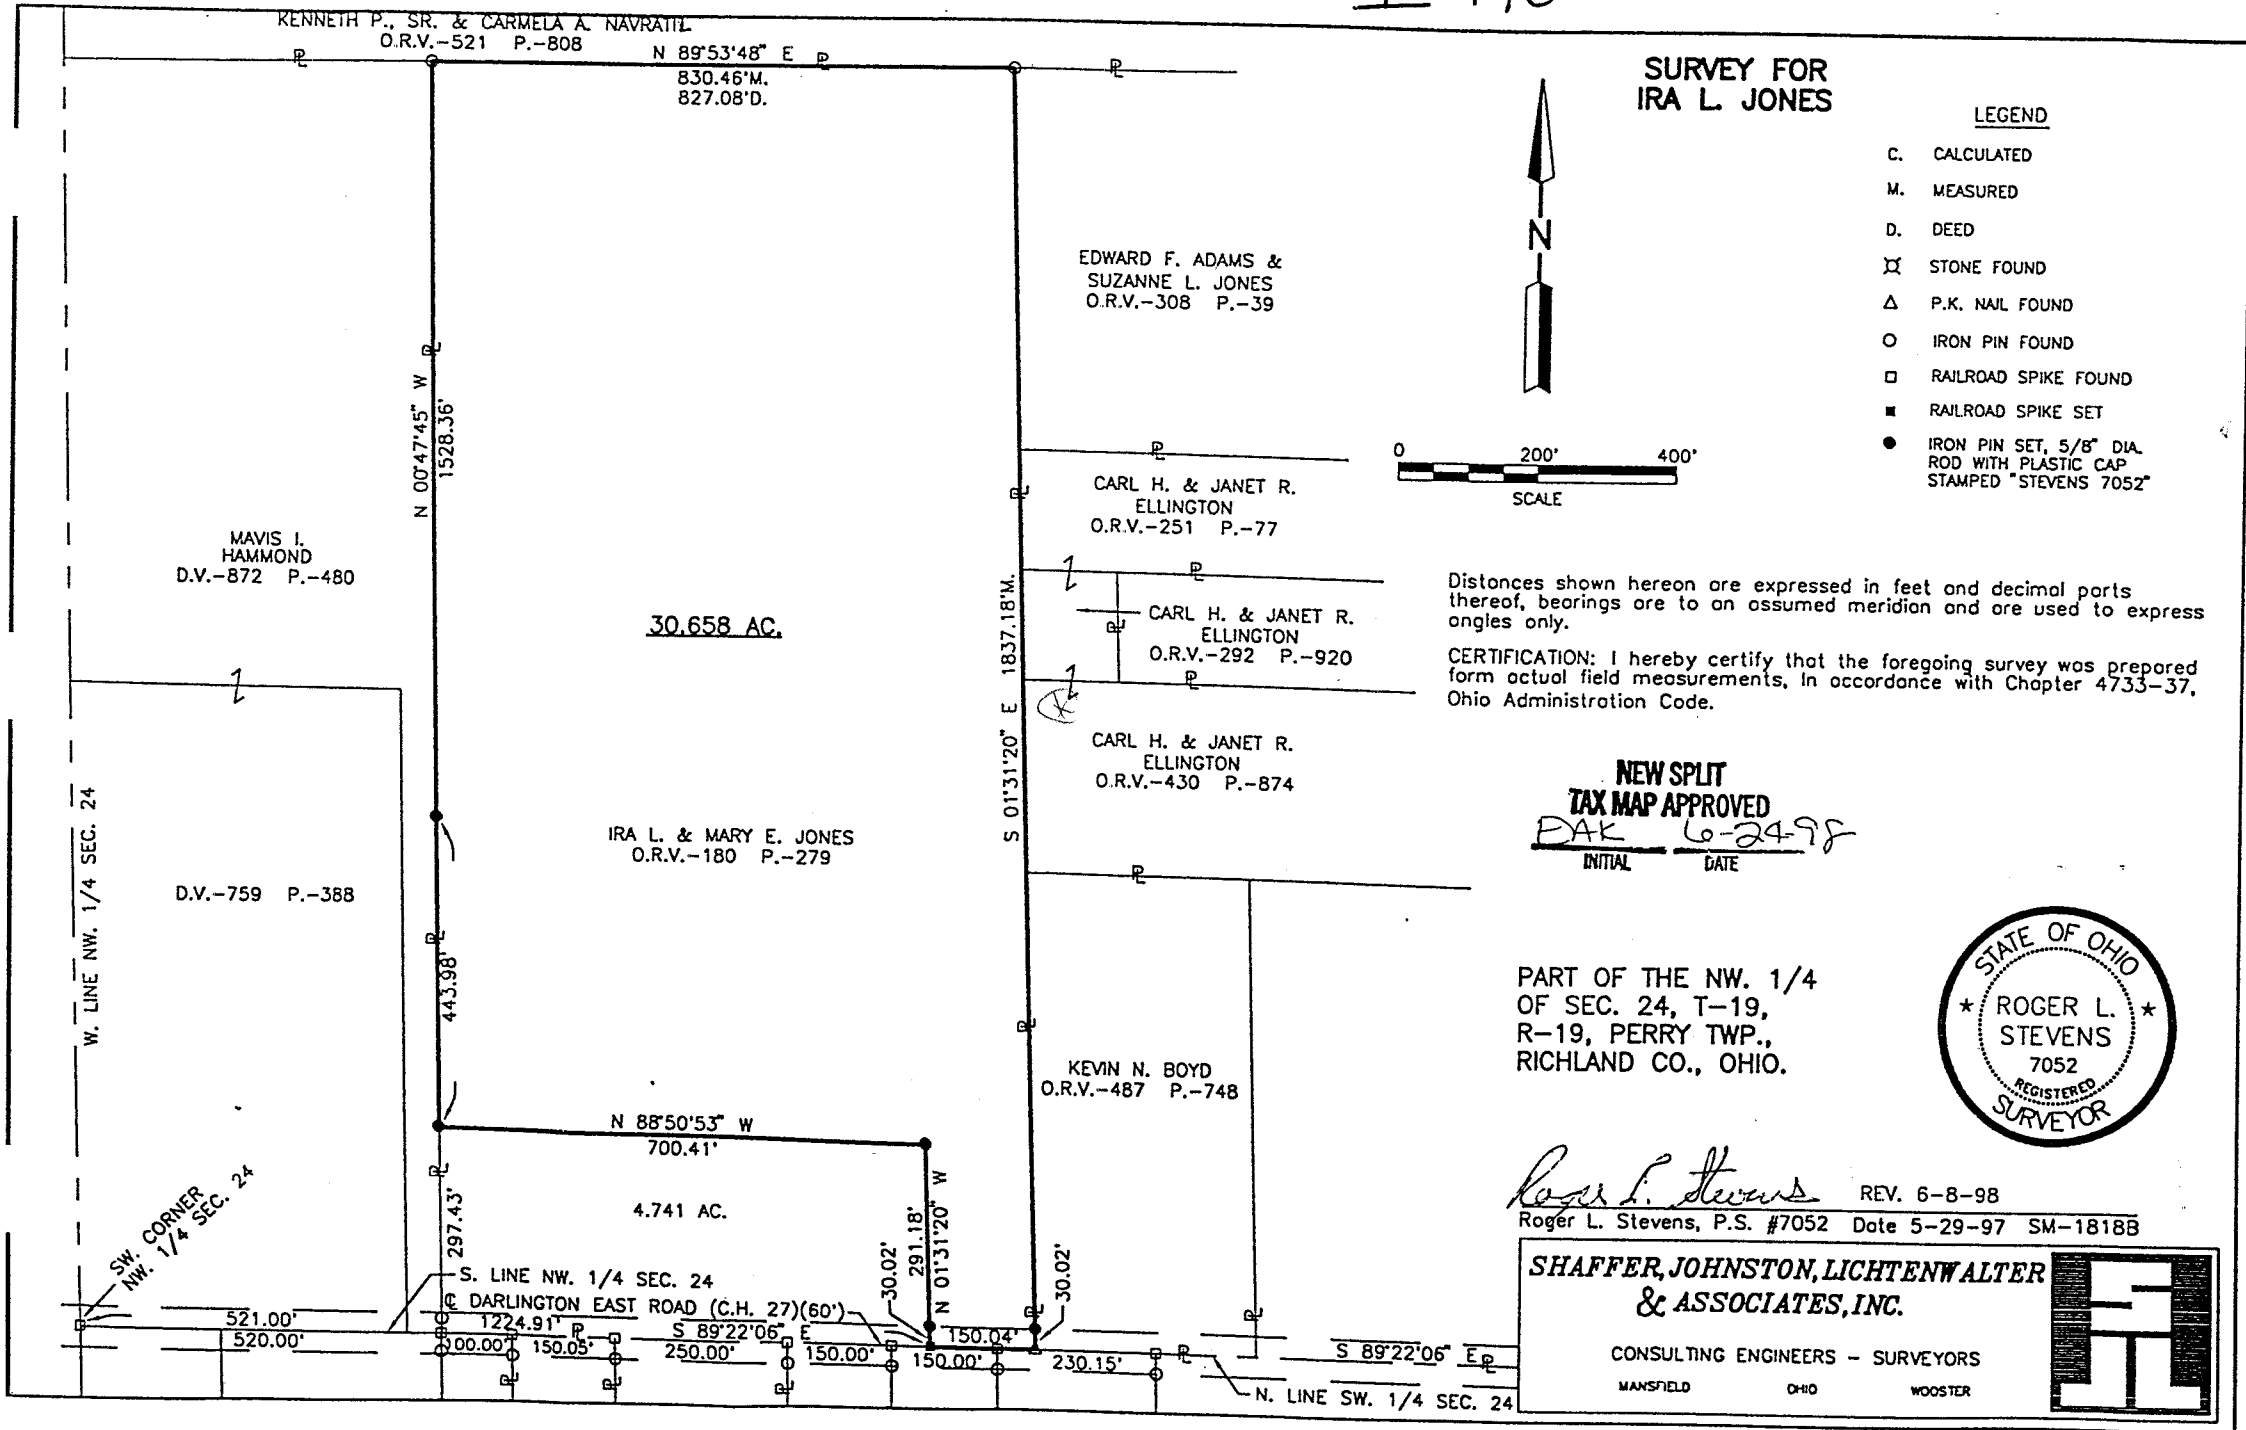 KENNETH P., SR. & CARMELA A. NAVRATIL
O.R.V.-521 P.-808
N 89°53'48" E
830.46'M.
827.08'D.
SURVEY FOR
IRA L. JONES
LEGEND
C. CALCULATED
M. MEASURED
D. DEED
STONE FOUND
P.K. NAIL FOUND
IRON PIN FOUND
RAILROAD SPIKE FOUND
RAILROAD SPIKE SET
IRON PIN SET, 5/8" DIA.
ROD WITH PLASTIC CAP
STAMPED "STEVENS 7052"
N
0 200' 400'
SCALE
EDWARD F. ADAMS &
SUZANNE L. JONES
O.R.V.-308 P.-39
CARL H. & JANET R.
ELLINGTON
O.R.V.-251 P.-77
CARL H. & JANET R.
ELLINGTON
O.R.V.-292 P.-920
CARL H. & JANET R.
ELLINGTON
O.R.V.-430 P.-874
KEVIN N. BOYD
O.R.V.-487 P.-748
N 00°47'45" W
1528.36'
MAVIS I.
HAMMOND
D.V.-872 P.-480
30.658 AC.
S 01°31'20" E 1837.18'M.
IRA L. & MARY E. JONES
O.R.V.-180 P.-279
D.V.-759 P.-388
W. LINE NW. 1/4 SEC. 24
443.98'
N 88°50'53" W
700.41'
4.741 AC.
297.43'
291.18'
N 01°31'20" W
30.02'
30.02'
SW. CORNER
NW. 1/4 SEC. 24
S. LINE NW. 1/4 SEC. 24
DARLINGTON EAST ROAD (C.H. 27)(60')
521.00'
1224.91'
S 89°22'06" E
150.04'
520.00'
00.00'
150.05'
250.00'
150.00'
150.00'
230.15'
S 89°22'06" E
N. LINE SW. 1/4 SEC. 24
Distances shown hereon are expressed in feet and decimal parts
thereof, bearings are to an assumed meridian and are used to express
angles only.
CERTIFICATION: I hereby certify that the foregoing survey was prepared
form actual field measurements, In accordance with Chapter 4733-37,
Ohio Administration Code.
NEW SPLIT
TAX MAP APPROVED
EAK 6-24-98
INITIAL DATE
PART OF THE NW. 1/4
OF SEC. 24, T-19,
R-19, PERRY TWP.,
RICHLAND CO., OHIO.
STATE OF OHIO
ROGER L.
STEVENS
7052
REGISTERED
SURVEYOR
Roger L. Stevens
REV. 6-8-98
Roger L. Stevens, P.S. #7052 Date 5-29-97 SM-1818B
SHAFFER, JOHNSTON, LICHTENWALTER
& ASSOCIATES, INC.
CONSULTING ENGINEERS - SURVEYORS
MANSFIELD OHIO WOOSTER